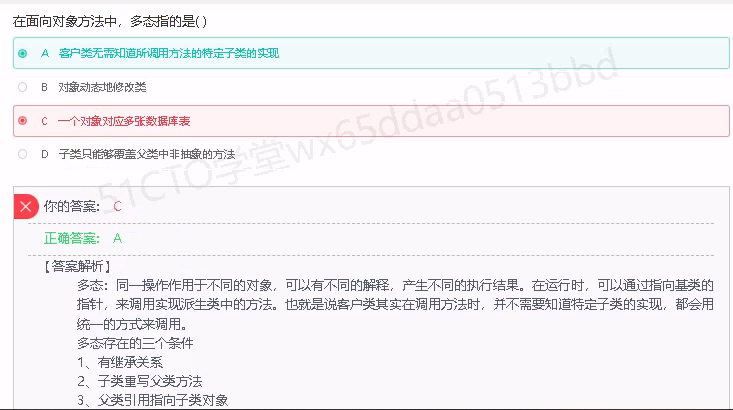 在面向对象方法中，多态指的是( )
A 客户类无需知道所调用方法的特定子类的实现
B 对象动态地修改类
C 一个对象对应多张数据库表
D 子类只能够覆盖父类中非抽象的方法
51CTO学堂wx65ddaa0513bbd
你的答案： C
正确答案： A
【答案解析】
多态：同一操作作用于不同的对象，可以有不同的解释，产生不同的执行结果。在运行时，可以通过指向基类的
指针，来调用实现派生类中的方法。也就是说客户类其实在调用方法时，并不需要知道特定子类的实现，都会用
统一的方式来调用。
多态存在的三个条件
1、有继承关系
2、子类重写父类方法
3、父类引用指向子类对象